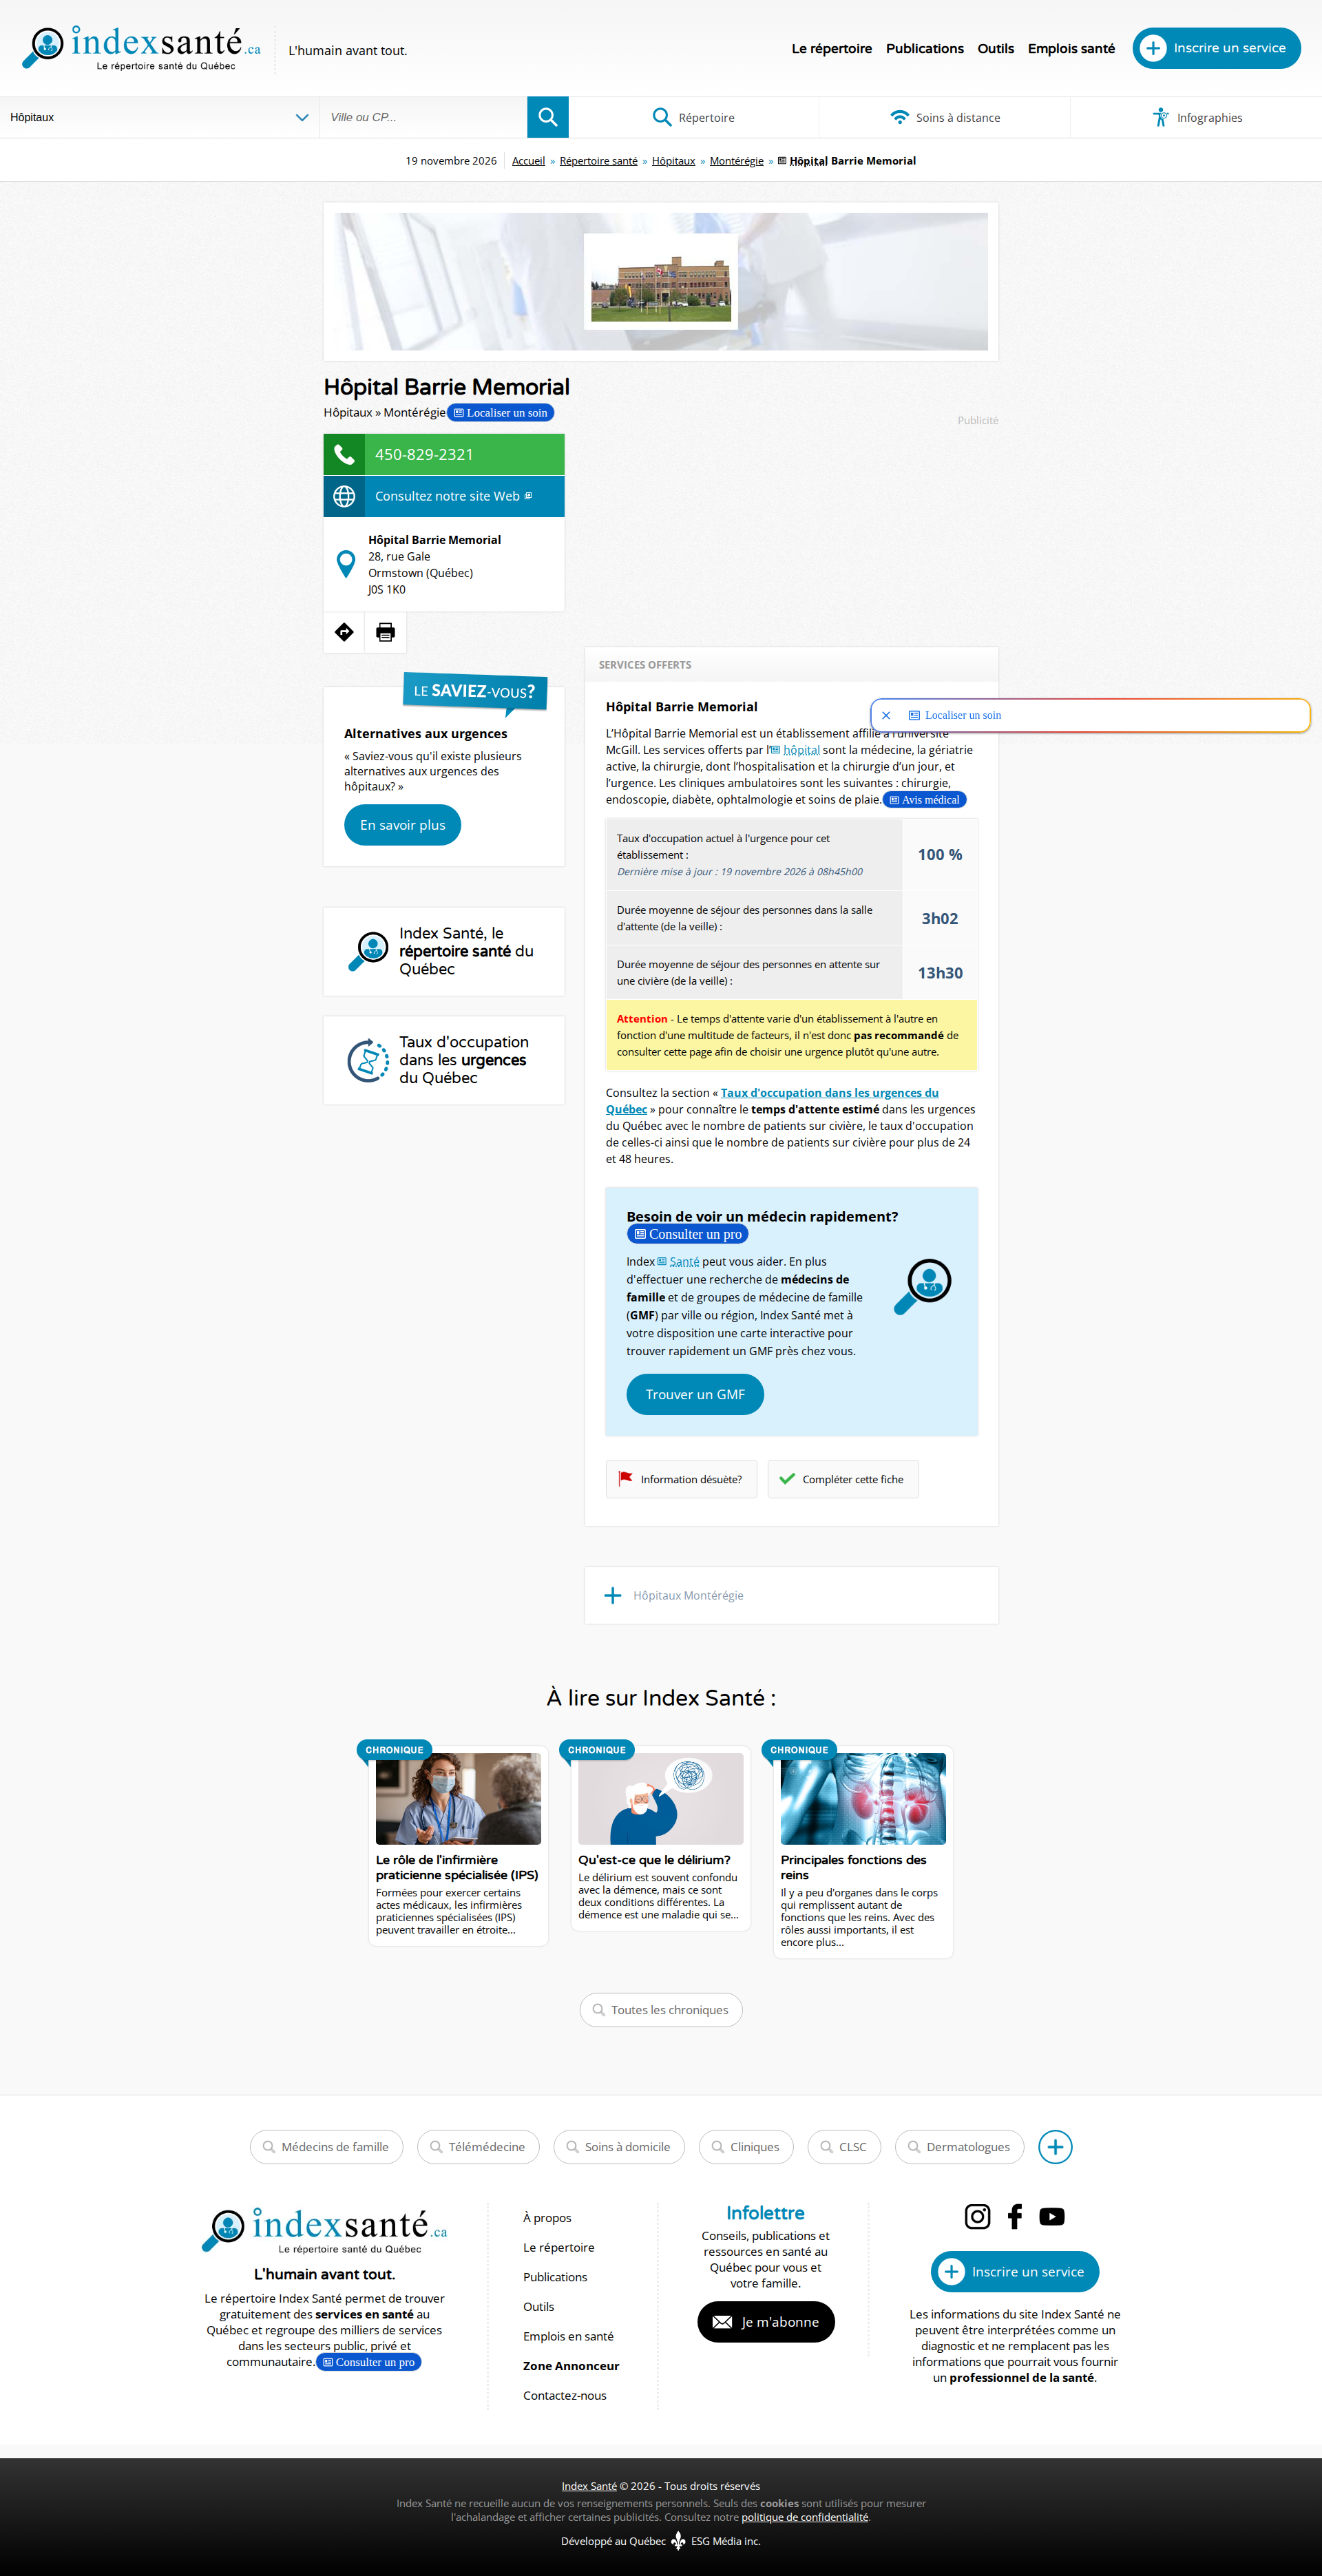 indexsanté.ca
Le répertoire santé du Québec
L'humain avant tout.
Le répertoire
Publications
Outils
Emplois santé
Inscrire un service
Hôpitaux
Ville ou CP...
Répertoire
Soins à distance
Infographies
19 novembre 2026
Accueil » Répertoire santé » Hôpitaux » Montérégie » Hôpital Barrie Memorial
Hôpital Barrie Memorial
Hôpitaux » Montérégie Localiser un soin
Publicité
450-829-2321
Consultez notre site Web
Hôpital Barrie Memorial
28, rue Gale
Ormstown (Québec)
J0S 1K0
LE SAVIEZ-VOUS?
Alternatives aux urgences
« Saviez-vous qu'il existe plusieurs
alternatives aux urgences des
hôpitaux? »
En savoir plus
Index Santé, le
répertoire santé du
Québec
Taux d'occupation
dans les urgences
du Québec
SERVICES OFFERTS
Hôpital Barrie Memorial
Localiser un soin
L’Hôpital Barrie Memorial est un établissement affilié à l’université
McGill. Les services offerts par l’ hôpital sont la médecine, la gériatrie
active, la chirurgie, dont l’hospitalisation et la chirurgie d’un jour, et
l’urgence. Les cliniques ambulatoires sont les suivantes : chirurgie,
endoscopie, diabète, ophtalmologie et soins de plaie. Avis médical
Taux d'occupation actuel à l'urgence pour cet
établissement :
Dernière mise à jour : 19 novembre 2026 à 08h45h00
100 %
Durée moyenne de séjour des personnes dans la salle
d'attente (de la veille) :
3h02
Durée moyenne de séjour des personnes en attente sur
une civière (de la veille) :
13h30
Attention - Le temps d'attente varie d'un établissement à l'autre en
fonction d'une multitude de facteurs, il n'est donc pas recommandé de
consulter cette page afin de choisir une urgence plutôt qu'une autre.
Consultez la section « Taux d'occupation dans les urgences du
Québec » pour connaître le temps d'attente estimé dans les urgences
du Québec avec le nombre de patients sur civière, le taux d'occupation
de celles-ci ainsi que le nombre de patients sur civière pour plus de 24
et 48 heures.
Besoin de voir un médecin rapidement?
Consulter un pro
Index Santé peut vous aider. En plus
d'effectuer une recherche de médecins de
famille et de groupes de médecine de famille
(GMF) par ville ou région, Index Santé met à
votre disposition une carte interactive pour
trouver rapidement un GMF près chez vous.
Trouver un GMF
Information désuète?
Compléter cette fiche
Hôpitaux Montérégie
À lire sur Index Santé :
CHRONIQUE
Le rôle de l'infirmière
praticienne spécialisée (IPS)
Formées pour exercer certains
actes médicaux, les infirmières
praticiennes spécialisées (IPS)
peuvent travailler en étroite...
CHRONIQUE
Qu'est-ce que le délirium?
Le délirium est souvent confondu
avec la démence, mais ce sont
deux conditions différentes. La
démence est une maladie qui se...
CHRONIQUE
Principales fonctions des
reins
Il y a peu d'organes dans le corps
qui remplissent autant de
fonctions que les reins. Avec des
rôles aussi importants, il est
encore plus...
Toutes les chroniques
Médecins de famille
Télémédecine
Soins à domicile
Cliniques
CLSC
Dermatologues
indexsanté.ca
Le répertoire santé du Québec
L'humain avant tout.
Le répertoire Index Santé permet de trouver
gratuitement des services en santé au
Québec et regroupe des milliers de services
dans les secteurs public, privé et
communautaire. Consulter un pro
À propos
Le répertoire
Publications
Outils
Emplois en santé
Zone Annonceur
Contactez-nous
Infolettre
Conseils, publications et
ressources en santé au
Québec pour vous et
votre famille.
Je m'abonne
Inscrire un service
Les informations du site Index Santé ne
peuvent être interprétées comme un
diagnostic et ne remplacent pas les
informations que pourrait vous fournir
un professionnel de la santé.
Index Santé © 2026 - Tous droits réservés
Index Santé ne recueille aucun de vos renseignements personnels. Seuls des cookies sont utilisés pour mesurer
l'achalandage et afficher certaines publicités. Consultez notre politique de confidentialité.
Développé au Québec ESG Média inc.